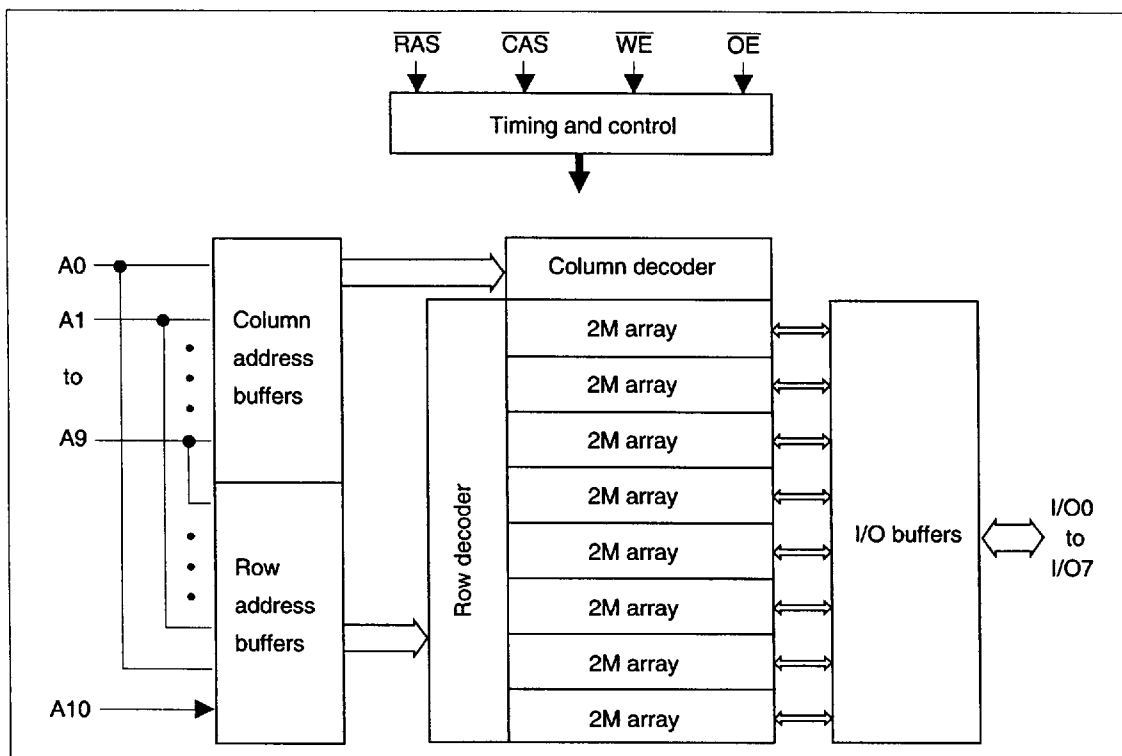 RAS CAS WE OE
Timing and control
A0
A1
to
A9
A10
Column
address
buffers
Row
address
buffers
Column decoder
Row decoder
2M array
2M array
2M array
2M array
2M array
2M array
2M array
2M array
I/O buffers
I/O0
to
I/O7